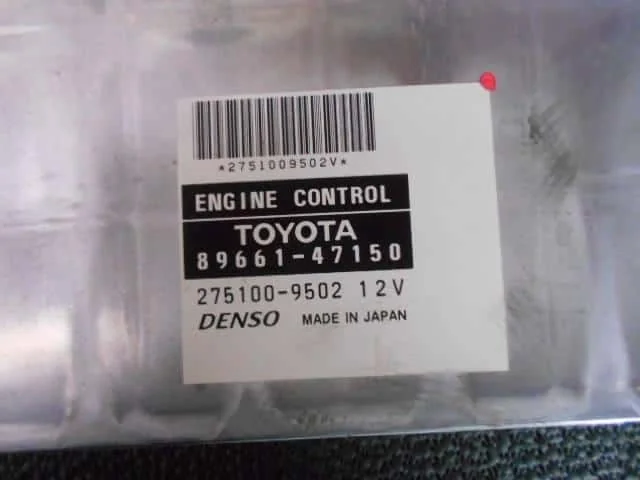 *2751009502V*
ENGINE CONTROL
TOYOTA
89661-47150
275100-9502 12V
DENSO MADE IN JAPAN